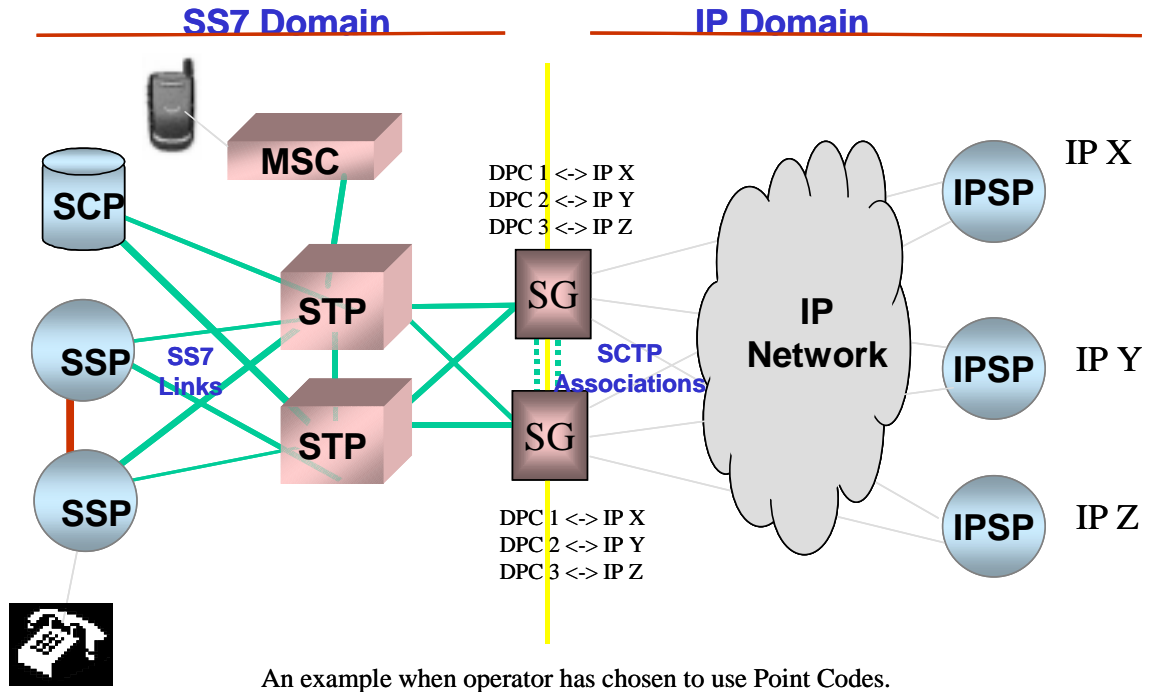 SS7 Domain
IP Domain
MSC
SCP
IP X
DPC 1 <-> IP X
DPC 2 <-> IP Y
DPC 3 <-> IP Z
IPSP
STP
SG
IP
Network
SSP
SS7
Links
SCTP
Associations
IPSP
IP Y
STP
SG
SSP
IPSP
IP Z
DPC 1 <-> IP X
DPC 2 <-> IP Y
DPC 3 <-> IP Z
An example when operator has chosen to use Point Codes.